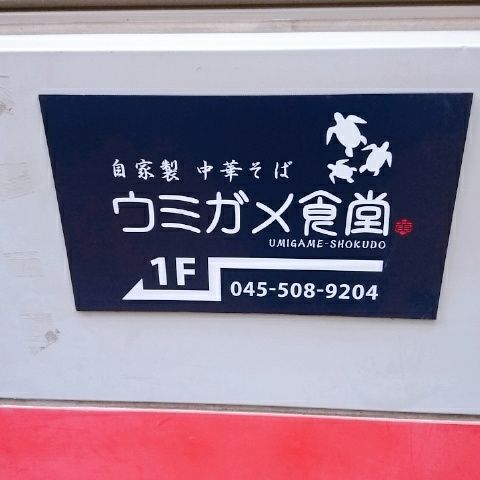 自家製 中華そば
ウミガメ食堂
UMIGAME-SHOKUDO
1F
045-508-9204